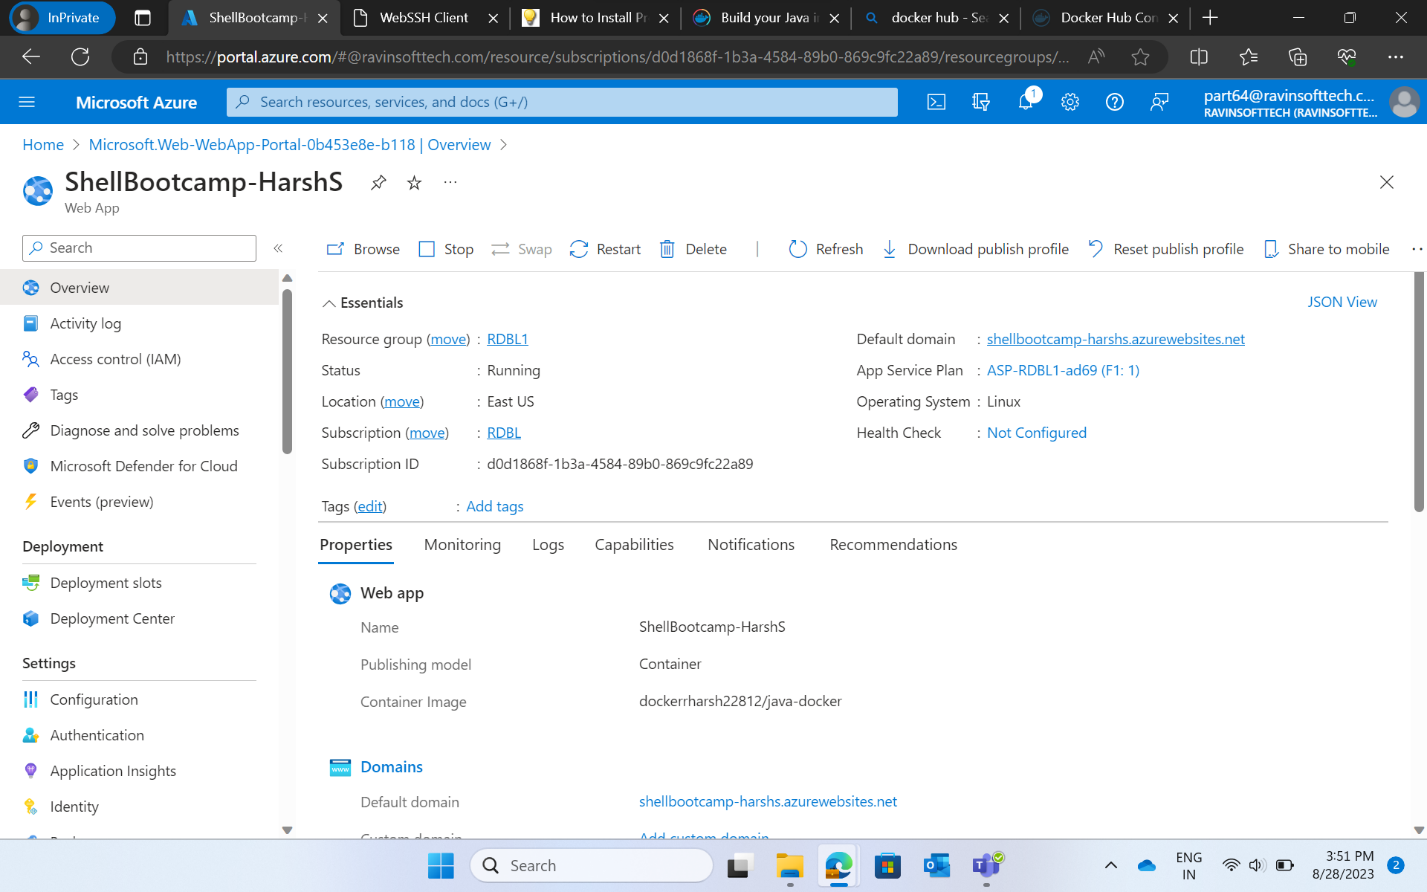 InPrivate
ShellBootcamp-
WebSSH Client
How to Install Pr
Build your Java i
docker hub - Sea
Docker Hub Con
https://portal.azure.com/#@ravinsofttech.com/resource/subscriptions/d0d1868f-1b3a-4584-89b0-869c9fc22a89/resourcegroups/...
Microsoft Azure
Search resources, services, and docs (G+/)
1
part64@ravinsofttech.c...
RAVINSOFTTECH (RAVINSOFTTE...
Home > Microsoft.Web-WebApp-Portal-0b453e8e-b118 | Overview >
ShellBootcamp-HarshS
Web App
Search
Browse Stop Swap Restart Delete | Refresh Download publish profile Reset publish profile Share to mobile
Overview
Activity log
Access control (IAM)
Tags
Diagnose and solve problems
Microsoft Defender for Cloud
Events (preview)
Deployment
Deployment slots
Deployment Center
Settings
Configuration
Authentication
Application Insights
Identity
Essentials
JSON View
Resource group (move) : RDBL1
Status : Running
Location (move) : East US
Subscription (move) : RDBL
Subscription ID : d0d1868f-1b3a-4584-89b0-869c9fc22a89
Default domain : shellbootcamp-harshs.azurewebsites.net
App Service Plan : ASP-RDBL1-ad69 (F1: 1)
Operating System : Linux
Health Check : Not Configured
Tags (edit) : Add tags
Properties Monitoring Logs Capabilities Notifications Recommendations
Web app
Name ShellBootcamp-HarshS
Publishing model Container
Container Image dockerrharsh22812/java-docker
Domains
Default domain shellbootcamp-harshs.azurewebsites.net
Custom domain Add custom domain
Search
ENG
IN
3:51 PM
8/28/2023
2